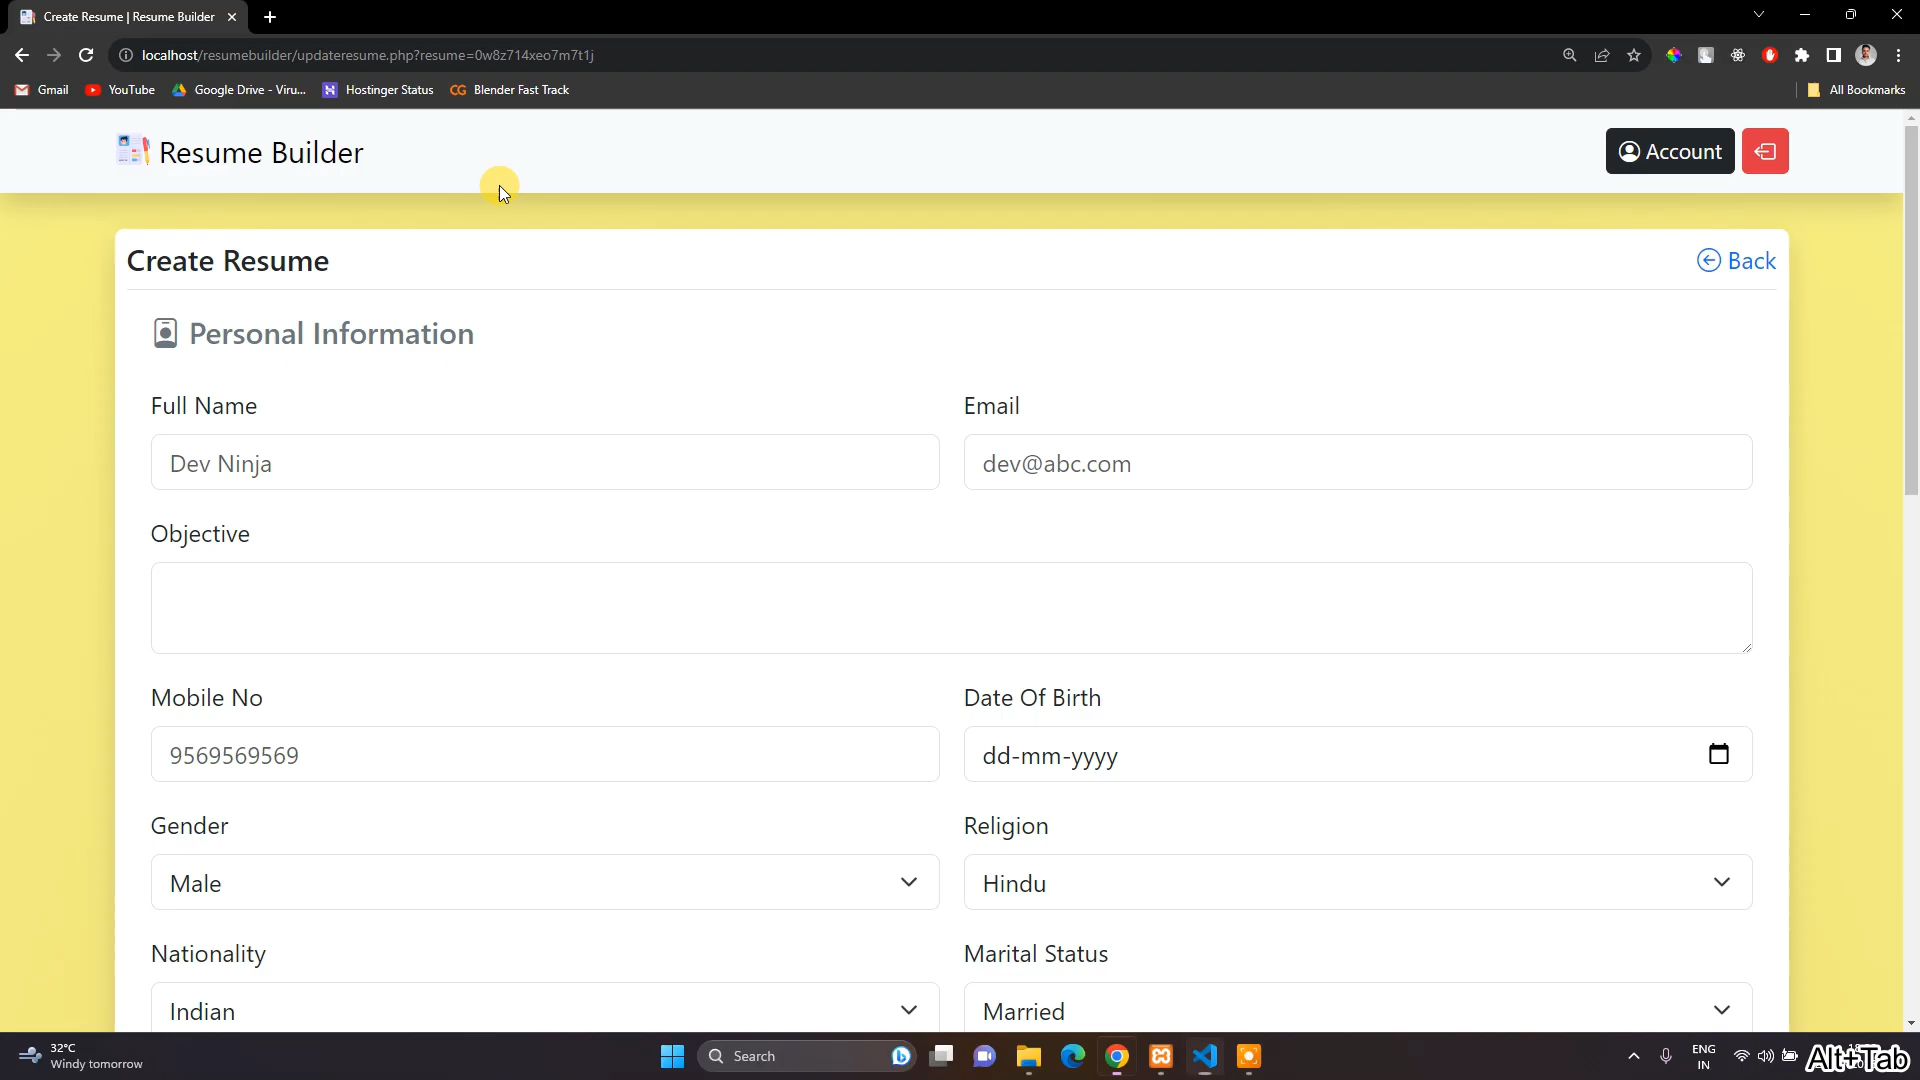 Create Resume | Resume Builder
localhost/resumebuilder/updateresume.php?resume=0w8z714xeo7m7t1j
Gmail
YouTube
Google Drive - Viru...
Hostinger Status
CG
Blender Fast Track
All Bookmarks
Resume Builder
Account
Create Resume
Back
Personal Information
Full Name
Email
Dev Ninja
dev@abc.com
Objective
Mobile No
Date Of Birth
9569569569
dd-mm-yyyy
Gender
Religion
Male
Hindu
Nationality
Marital Status
Indian
Married
32°C
Windy tomorrow
Search
ENG
IN
Alt+Tab